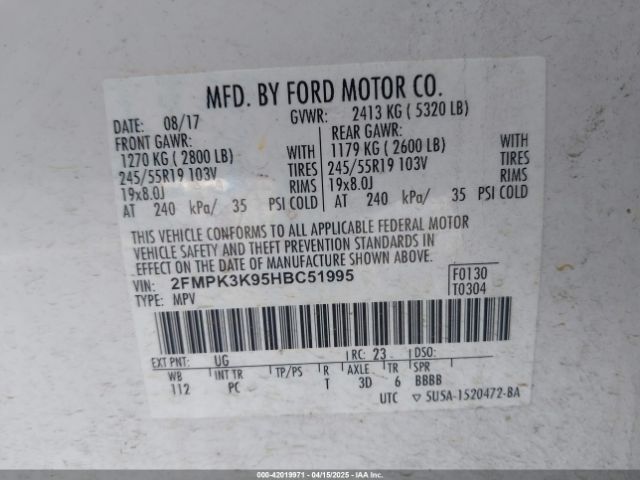 MFD. BY FORD MOTOR CO.
DATE: 08/17 GVWR: 2413 KG ( 5320 LB)
FRONT GAWR: REAR GAWR:
1270 KG ( 2800 LB) WITH 1179 KG ( 2600 LB) WITH
245/55R19 103V TIRES 245/55R19 103V TIRES
19x8.0J RIMS 19x8.0J RIMS
AT 240 kPa/ 35 PSI COLD AT 240 kPa/ 35 PSI COLD
THIS VEHICLE CONFORMS TO ALL APPLICABLE FEDERAL MOTOR
VEHICLE SAFETY AND THEFT PREVENTION STANDARDS IN
EFFECT ON THE DATE OF MANUFACTURE SHOWN ABOVE.
VIN: 2FMPK3K95HBC51995 F0130
TYPE: MPV T0304
EXT PNT: UG RC: 23 DSO:
WB INT TR TP/PS R AXLE TR SPR
112 PC T 3D 6 BBBB
UTC ▽ 5U5A-1520472-BA
000-42019971 - 04/15/2025 - IAAI.com